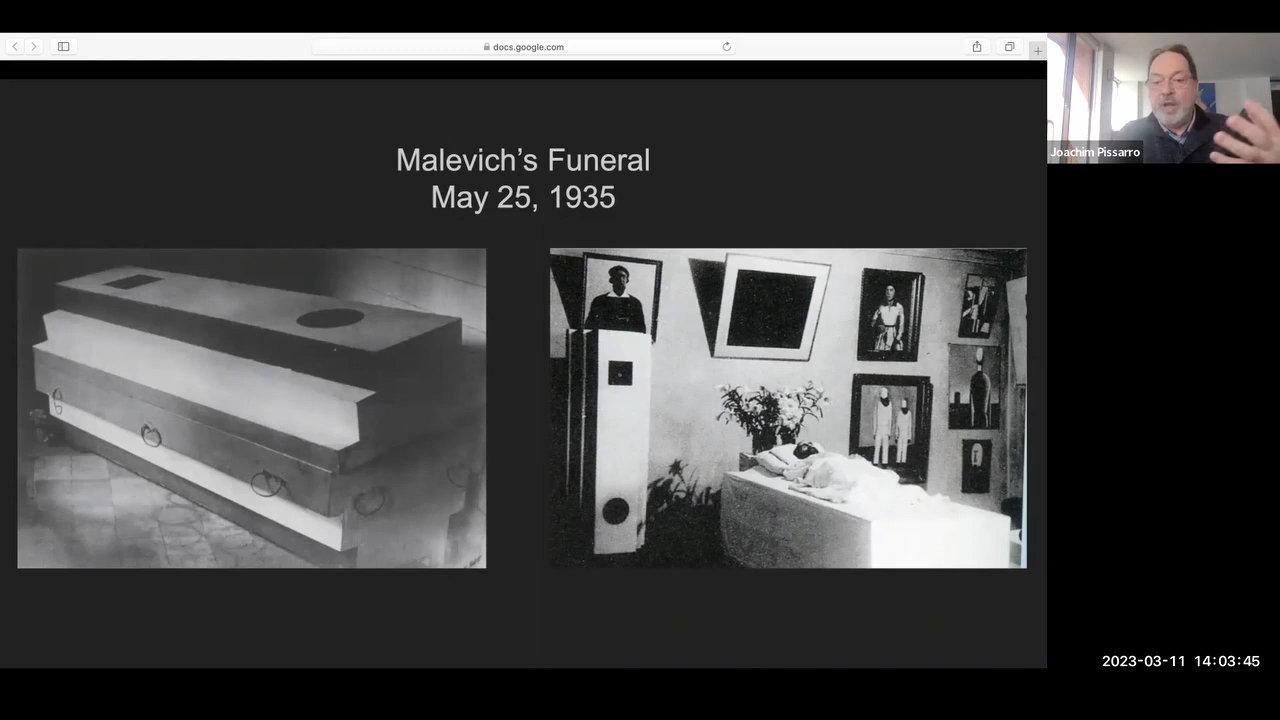 docs.google.com
Joachim Pissarro
Malevich’s Funeral
May 25, 1935
2023-03-11 14:03:45